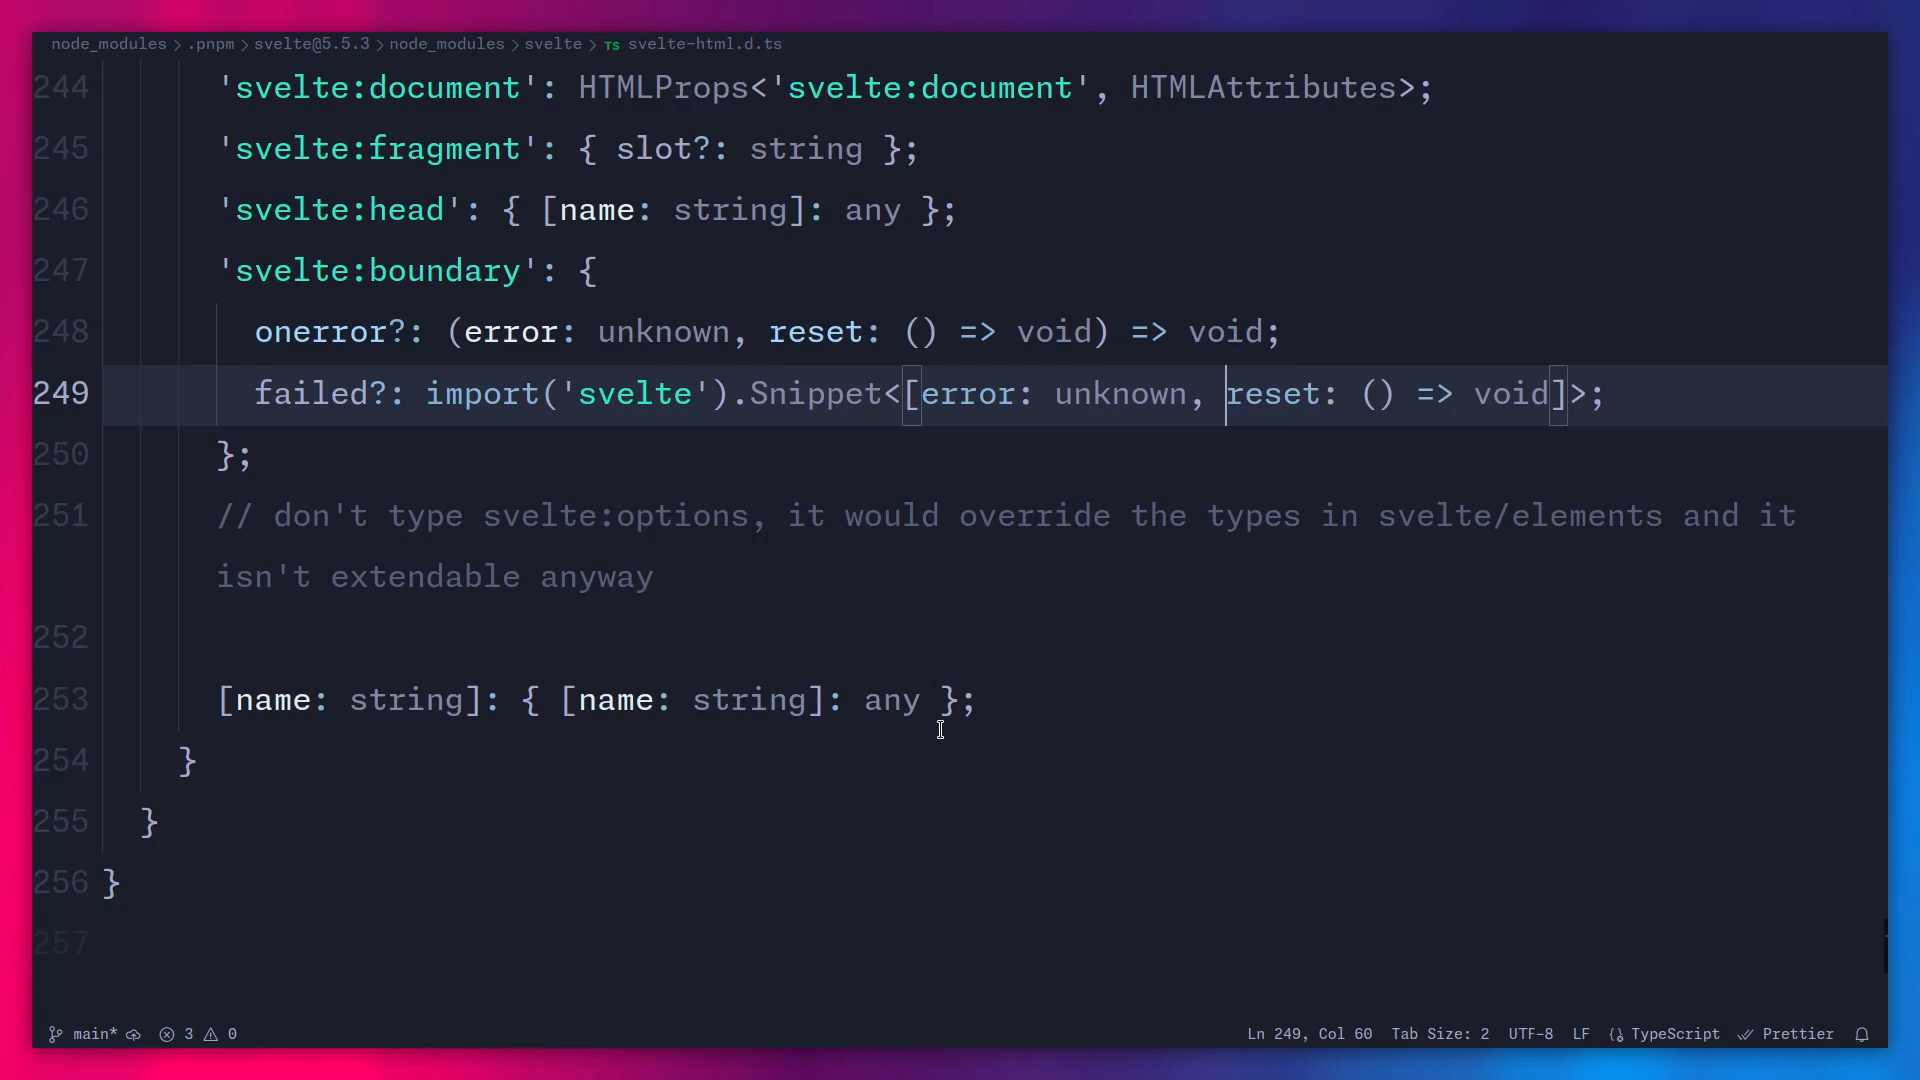 node_modules > .pnpm > svelte@5.5.3 > node_modules > svelte > TS svelte-html.d.ts
244 'svelte:document': HTMLProps<'svelte:document', HTMLAttributes>;
245 'svelte:fragment': { slot?: string };
246 'svelte:head': { [name: string]: any };
247 'svelte:boundary': {
248 onerror?: (error: unknown, reset: () => void) => void;
249 failed?: import('svelte').Snippet<[error: unknown, reset: () => void]>;
250 };
251 // don't type svelte:options, it would override the types in svelte/elements and it
isn't extendable anyway
252
253 [name: string]: { [name: string]: any };
254 }
255 }
256 }
257
main* 3 0 Ln 249, Col 60 Tab Size: 2 UTF-8 LF {} TypeScript Prettier